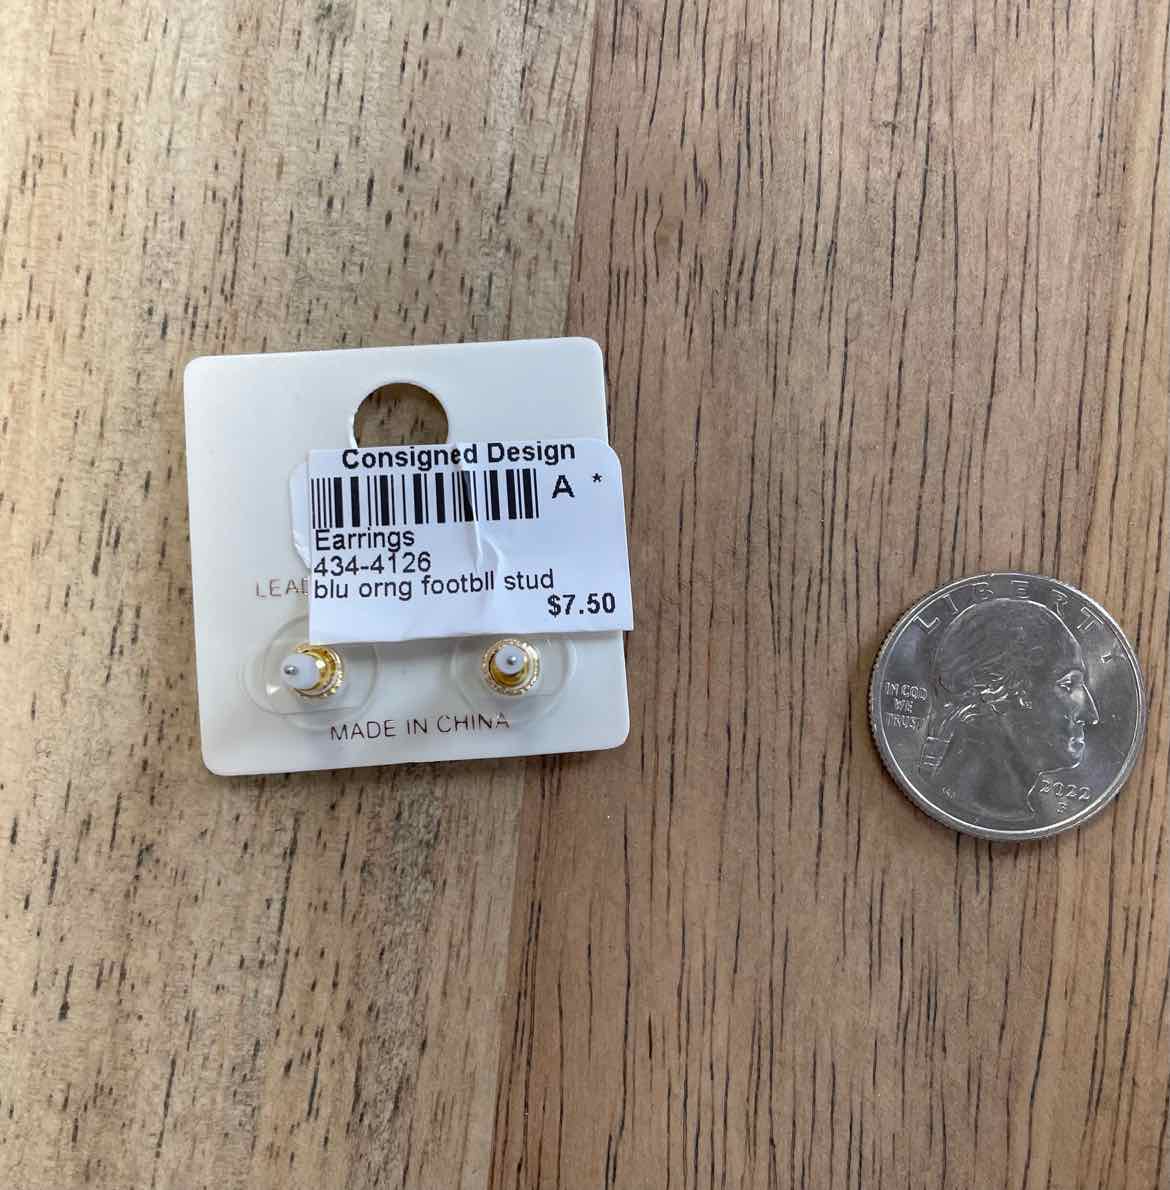 Consigned Design
A *
Earrings
434-4126
blu orng footbll stud
$7.50
LEAD
MADE IN CHINA
LIBERTY
IN GOD
WE
TRUST
2022